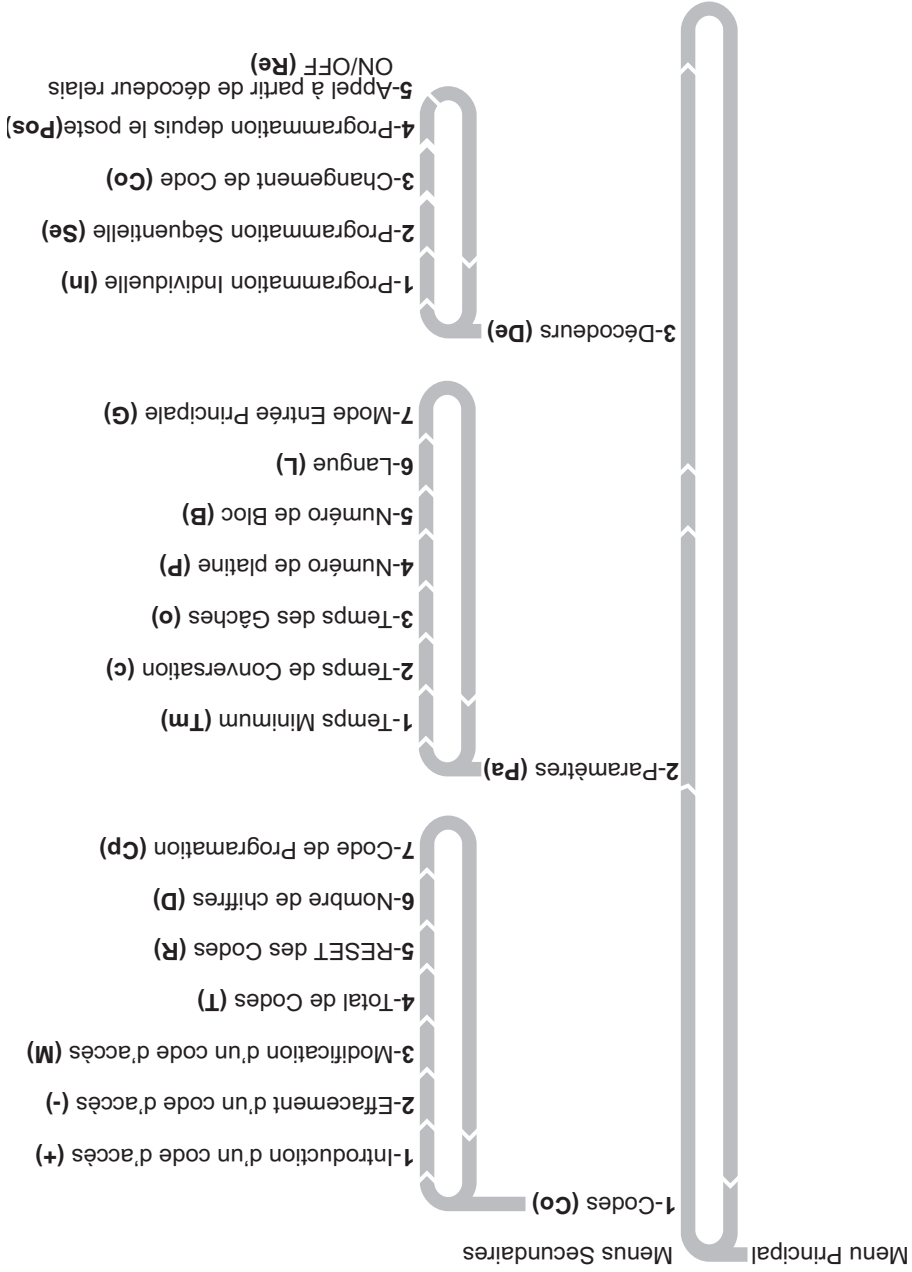 Menu Principal
Menus Secundaires
1-Codes (Co)
1-Introduction d'un code d'accès (+)
2-Effacement d'un code d'accès (-)
3-Modification d'un code d'accès (M)
4-Total de Codes (T)
5-RESET des Codes (R)
6-Nombre de chiffres (D)
7-Code de Programation (Cp)
2-Paramètres (Pa)
1-Temps Minimum (Tm)
2-Temps de Conversation (c)
3-Temps des Gâches (o)
4-Numéro de platine (P)
5-Numéro de Bloc (B)
6-Langue (L)
7-Mode Entrée Principale (G)
3-Décodeurs (De)
1-Programmation Individuelle (In)
2-Programmation Séquentielle (Se)
3-Changement de Code (Co)
4-Programmation depuis le poste(Pos)
5-Appel à partir de décodeur relais
ON/OFF (Re)